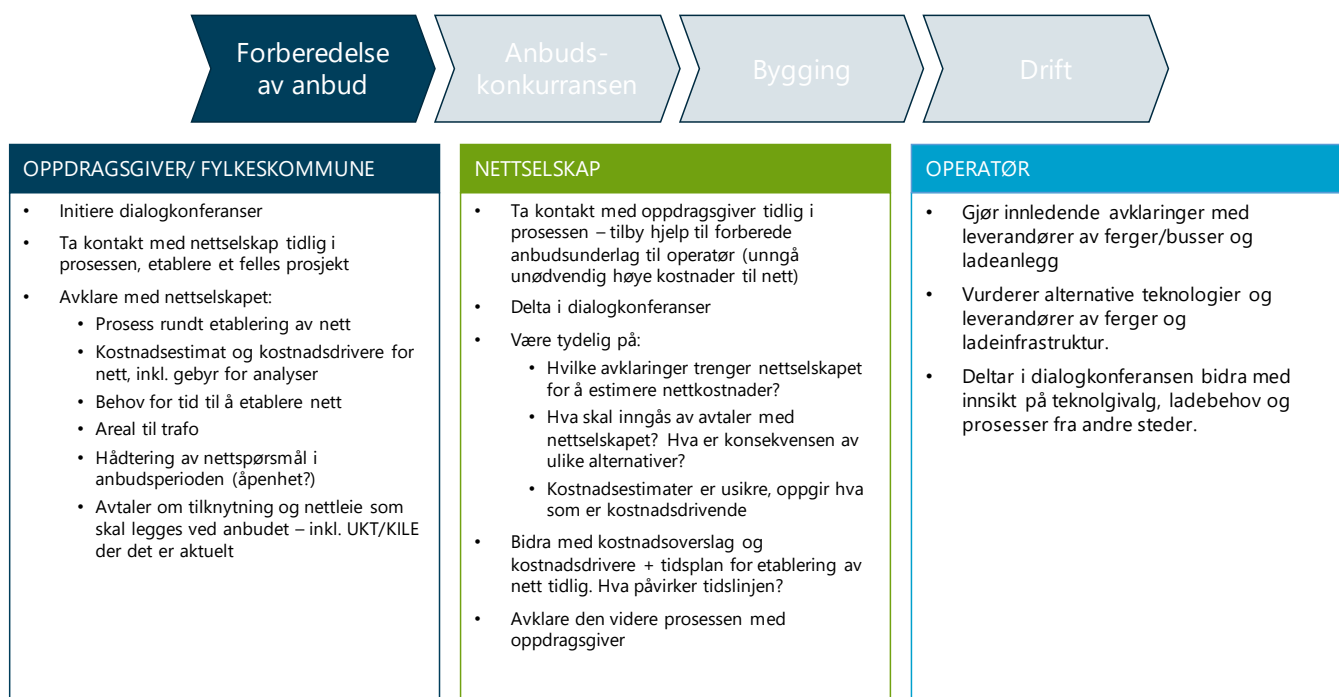 Forberedelse
av anbud
Anbuds-
konkurransen
Bygging
Drift
OPPDRAGSGIVER/ FYLKESKOMMUNE
• Initiere dialogkonferanser
• Ta kontakt med nettselskap tidlig i
prosessen, etablere et felles prosjekt
• Avklare med nettselskapet:
• Prosess rundt etablering av nett
• Kostnadsestimat og kostnadsdrivere for
nett, inkl. gebyr for analyser
• Behov for tid til å etablere nett
• Areal til trafo
• Hådtering av nettspørsmål i
anbudsperioden (åpenhet?)
• Avtaler om tilknytning og nettleie som
skal legges ved anbudet – inkl. UKT/KILE
der det er aktuelt
NETTSELSKAP
• Ta kontakt med oppdragsgiver tidlig i
prosessen – tilby hjelp til forberede
anbudsunderlag til operatør (unngå
unødvendig høye kostnader til nett)
• Delta i dialogkonferanser
• Være tydelig på:
• Hvilke avklaringer trenger nettselskapet
for å estimere nettkostnader?
• Hva skal inngås av avtaler med
nettselskapet? Hva er konsekvensen av
ulike alternativer?
• Kostnadsestimater er usikre, oppgir hva
som er kostnadsdrivende
• Bidra med kostnadsoverslag og
kostnadsdrivere + tidsplan for etablering av
nett tidlig. Hva påvirker tidslinjen?
• Avklare den videre prosessen med
oppdragsgiver
OPERATØR
• Gjør innledende avklaringer med
leverandører av ferger/busser og
ladeanlegg
• Vurderer alternative teknologier og
leverandører av ferger og
ladeinfrastruktur.
• Deltar i dialogkonferansen bidra med
innsikt på teknolgivalg, ladebehov og
prosesser fra andre steder.